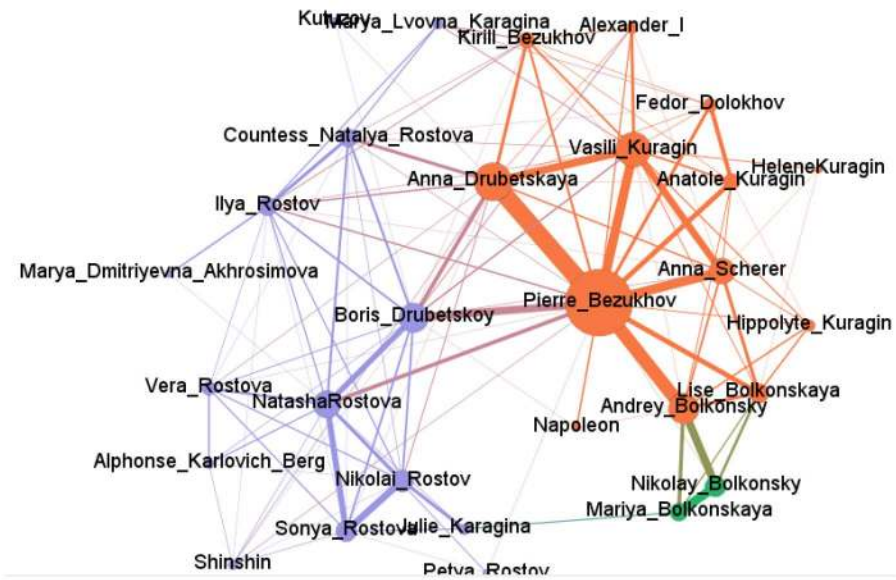 Kutuzov
Marya_Lvovna_Karagina
Alexander_I
Kirill_Bezukhov
Fedor_Dolokhov
Countess_Natalya_Rostova
Vasili_Kuragin
HeleneKuragin
Anna_Drubetskaya
Anatole_Kuragin
Ilya_Rostov
Marya_Dmitriyevna_Akhrosimova
Anna_Scherer
Pierre_Bezukhov
Boris_Drubetskoy
Hippolyte_Kuragin
Vera_Rostova
Lise_Bolkonskaya
NatashaRostova
Andrey_Bolkonsky
Napoleon
Alphonse_Karlovich_Berg
Nikolai_Rostov
Nikolay_Bolkonsky
Mariya_Bolkonskaya
Sonya_Rostova
Julie_Karagina
Shinshin
Petya_Rostov